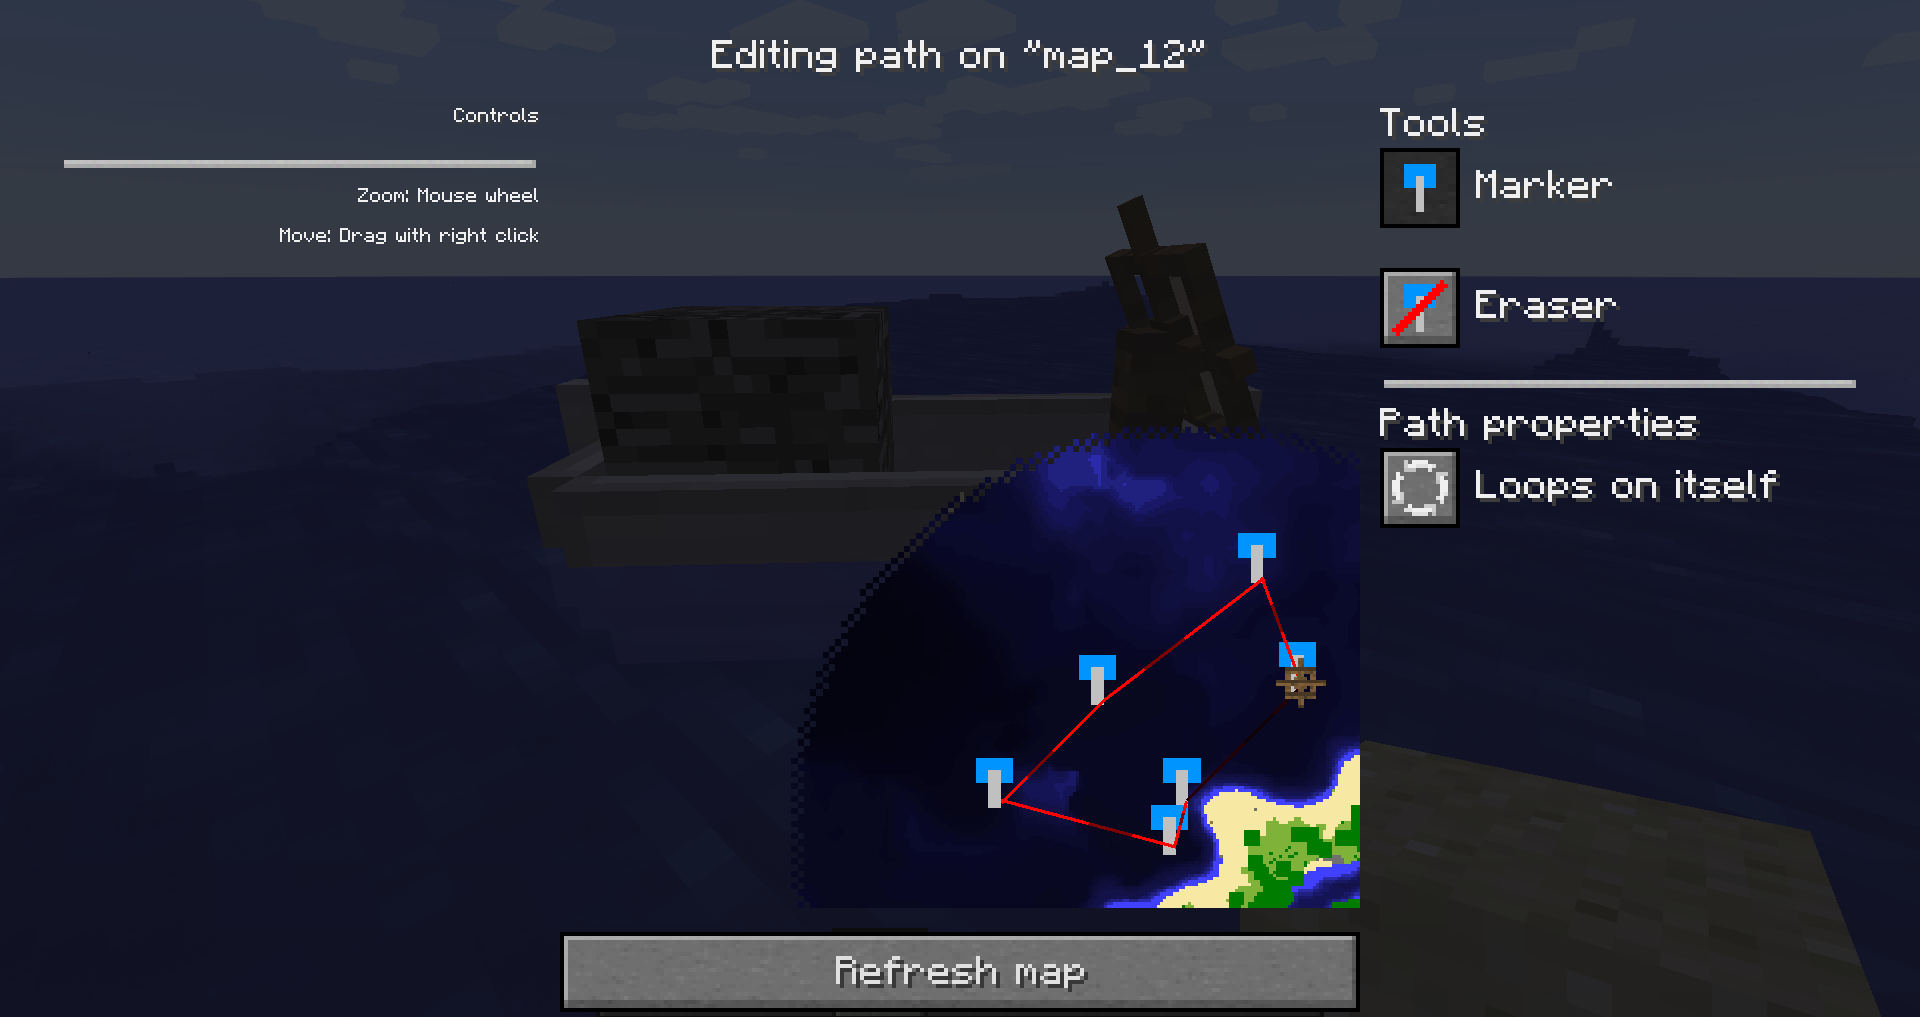 Editing path on "map_12"
Controls
Zoom: Mouse wheel
Move: Drag with right click
Tools
Marker
Eraser
Path properties
Loops on itself
Refresh map